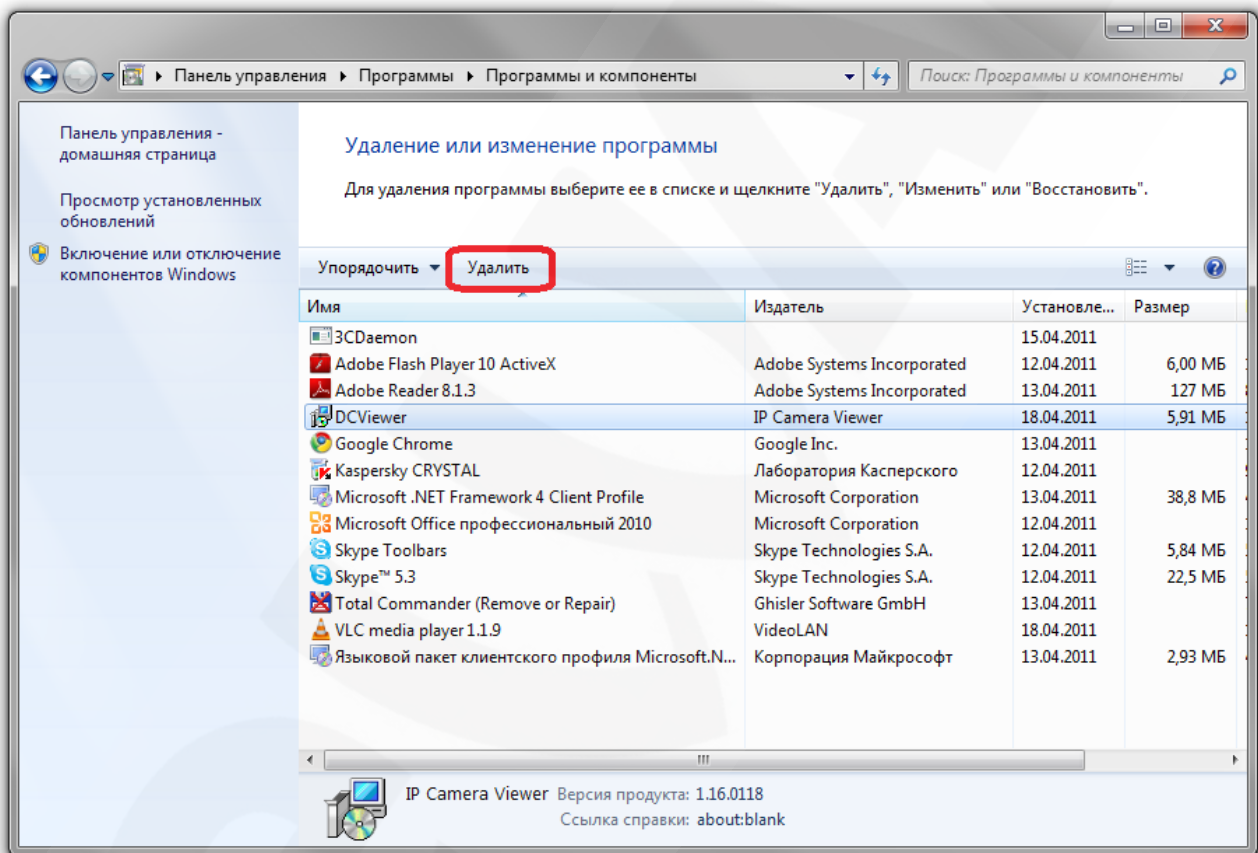 Панель управления ▸ Программы ▸ Программы и компоненты
Поиск: Программы и компоненты
Панель управления -
домашняя страница
Просмотр установленных
обновлений
Включение или отключение
компонентов Windows
Удаление или изменение программы
Для удаления программы выберите ее в списке и щелкните "Удалить", "Изменить" или "Восстановить".
Упорядочить Удалить
Имя Издатель Установле... Размер
3CDaemon 15.04.2011
Adobe Flash Player 10 ActiveX Adobe Systems Incorporated 12.04.2011 6,00 МБ
Adobe Reader 8.1.3 Adobe Systems Incorporated 13.04.2011 127 МБ
DCViewer IP Camera Viewer 18.04.2011 5,91 МБ
Google Chrome Google Inc. 13.04.2011
Kaspersky CRYSTAL Лаборатория Касперского 12.04.2011
Microsoft .NET Framework 4 Client Profile Microsoft Corporation 13.04.2011 38,8 МБ
Microsoft Office профессиональный 2010 Microsoft Corporation 12.04.2011
Skype Toolbars Skype Technologies S.A. 12.04.2011 5,84 МБ
Skype™ 5.3 Skype Technologies S.A. 12.04.2011 22,5 МБ
Total Commander (Remove or Repair) Ghisler Software GmbH 13.04.2011
VLC media player 1.1.9 VideoLAN 18.04.2011
Языковой пакет клиентского профиля Microsoft.N... Корпорация Майкрософт 13.04.2011 2,93 МБ
IP Camera Viewer Версия продукта: 1.16.0118
Ссылка справки: about:blank